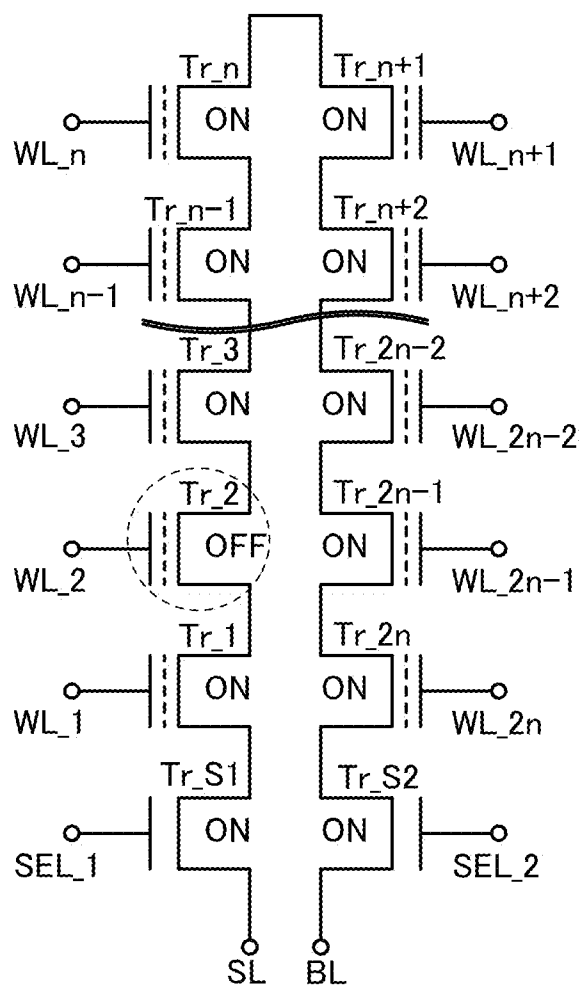 Tr_n Tr_n+1
ON ON
WL_n WL_n+1
Tr_n-1 Tr_n+2
ON ON
WL_n-1 WL_n+2
Tr_3 Tr_2n-2
ON ON
WL_3 WL_2n-2
Tr_2 Tr_2n-1
OFF ON
WL_2 WL_2n-1
Tr_1 Tr_2n
ON ON
WL_1 WL_2n
Tr_S1 Tr_S2
ON ON
SEL_1 SEL_2
SL BL